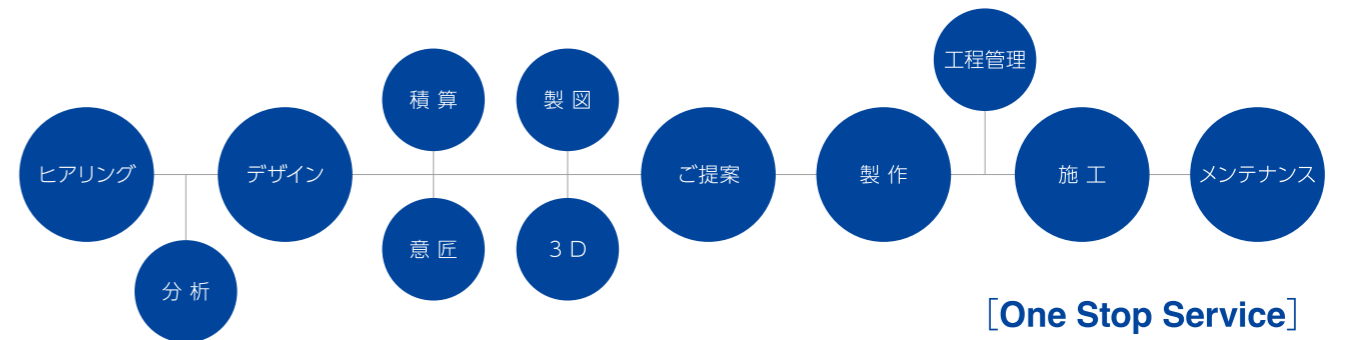 ヒアリング
分析
デザイン
積算
製図
意匠
3D
ご提案
製作
工程管理
施工
メンテナンス
[One Stop Service]